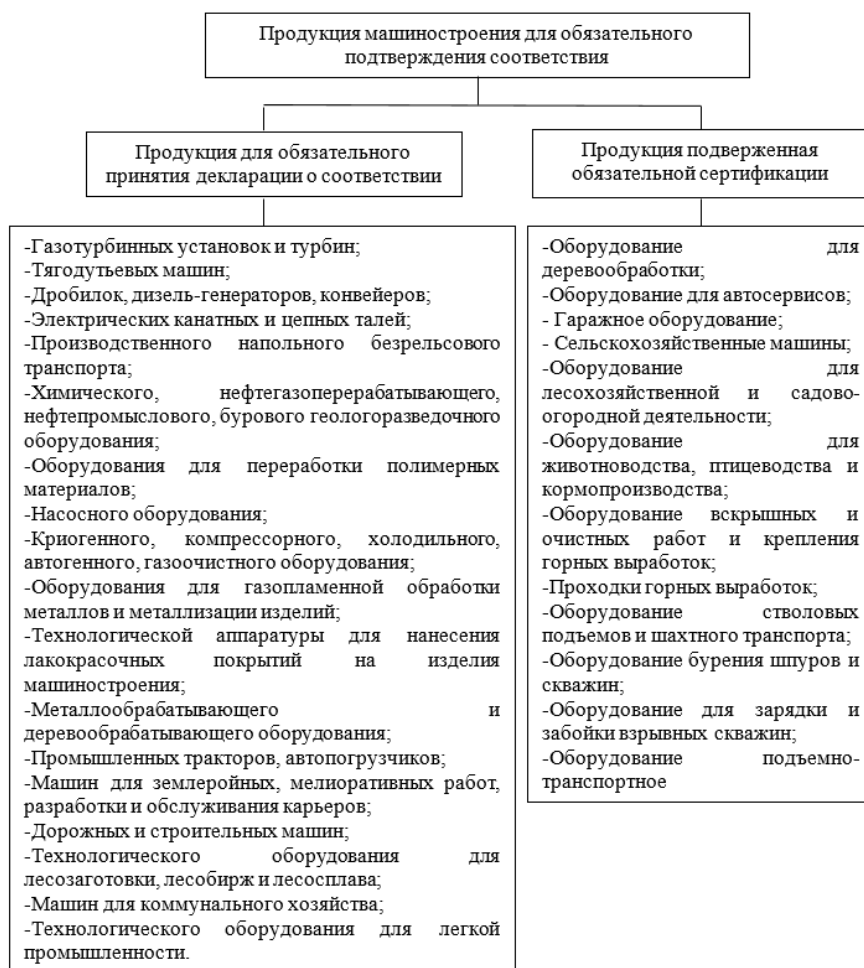 Продукция машиностроения для обязательного
подтверждения соответствия
Продукция для обязательного
принятия декларации о соответствии
Продукция подверженная
обязательной сертификации
-Газотурбинных установок и турбин;
-Тягодутьевых машин;
-Дробилок, дизель-генераторов, конвейеров;
-Электрических канатных и цепных талей;
-Производственного напольного безрельсового
транспорта;
-Химического, нефтегазоперерабатывающего,
нефтепромыслового, бурового геологоразведочного
оборудования;
-Оборудования для переработки полимерных
материалов;
-Насосного оборудования;
-Криогенного, компрессорного, холодильного,
автогенного, газоочистного оборудования;
-Оборудования для газопламенной обработки
металлов и металлизации изделий;
-Технологической аппаратуры для нанесения
лакокрасочных покрытий на изделия
машиностроения;
-Металлообрабатывающего и
деревообрабатывающего оборудования;
-Промышленных тракторов, автопогрузчиков;
-Машин для землеройных, мелиоративных работ,
разработки и обслуживания карьеров;
-Дорожных и строительных машин;
-Технологического оборудования для
лесозаготовки, лесобирж и лесосплава;
-Машин для коммунального хозяйства;
-Технологического оборудования для легкой
промышленности.
-Оборудование для
деревообработки;
-Оборудование для автосервисов;
- Гаражное оборудование;
- Сельскохозяйственные машины;
-Оборудование для
лесохозяйственной и садово-
огородной деятельности;
-Оборудование для
животноводства, птицеводства и
кормопроизводства;
-Оборудование вскрышных и
очистных работ и крепления
горных выработок;
-Проходки горных выработок;
-Оборудование стволовых
подъемов и шахтного транспорта;
-Оборудование бурения шпуров и
скважин;
-Оборудование для зарядки и
забойки взрывных скважин;
-Оборудование подъемно-
транспортное